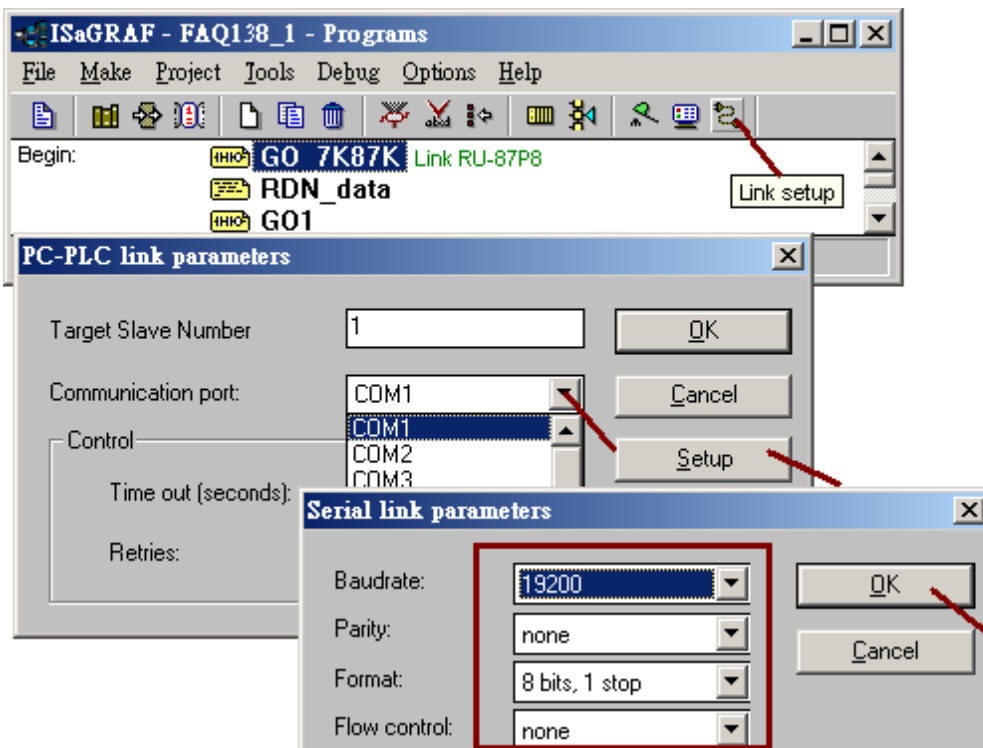 ISaGRAF - FAQ138_1 - Programs
File Make Project Tools Debug Options Help
Begin: GO_7K87K Link RU-87P8
RDN_data
GO1
Link setup
PC-PLC link parameters
Target Slave Number 1 OK
Communication port: COM1 Cancel
COM1
Control
COM2 Setup
COM3
Time out (seconds):
Retries:
Serial link parameters
Baudrate: 19200 OK
Parity: none
Cancel
Format: 8 bits, 1 stop
Flow control: none